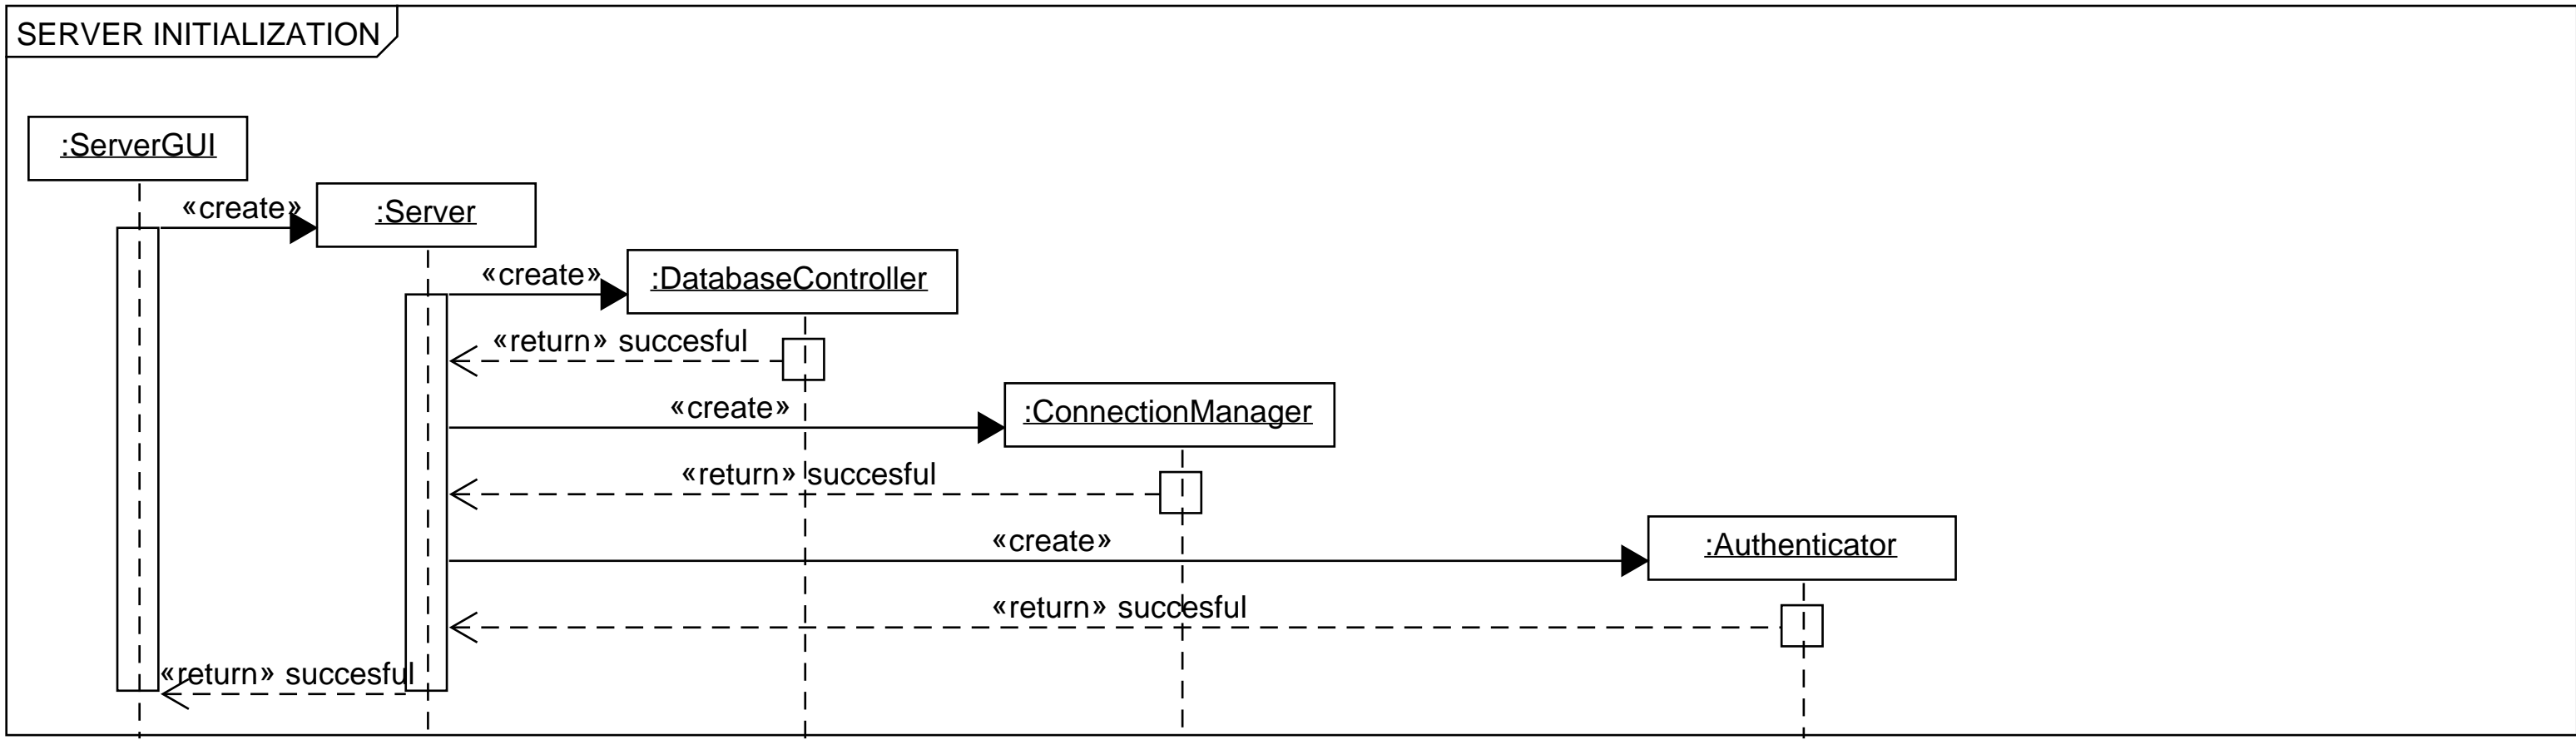 SERVER INITIALIZATION
:ServerGUI
«create»
:Server
«create»
:DatabaseController
«return» succesful
«create»
:ConnectionManager
«return» succesful
«create»
:Authenticator
«return» succesful
«return» succesful